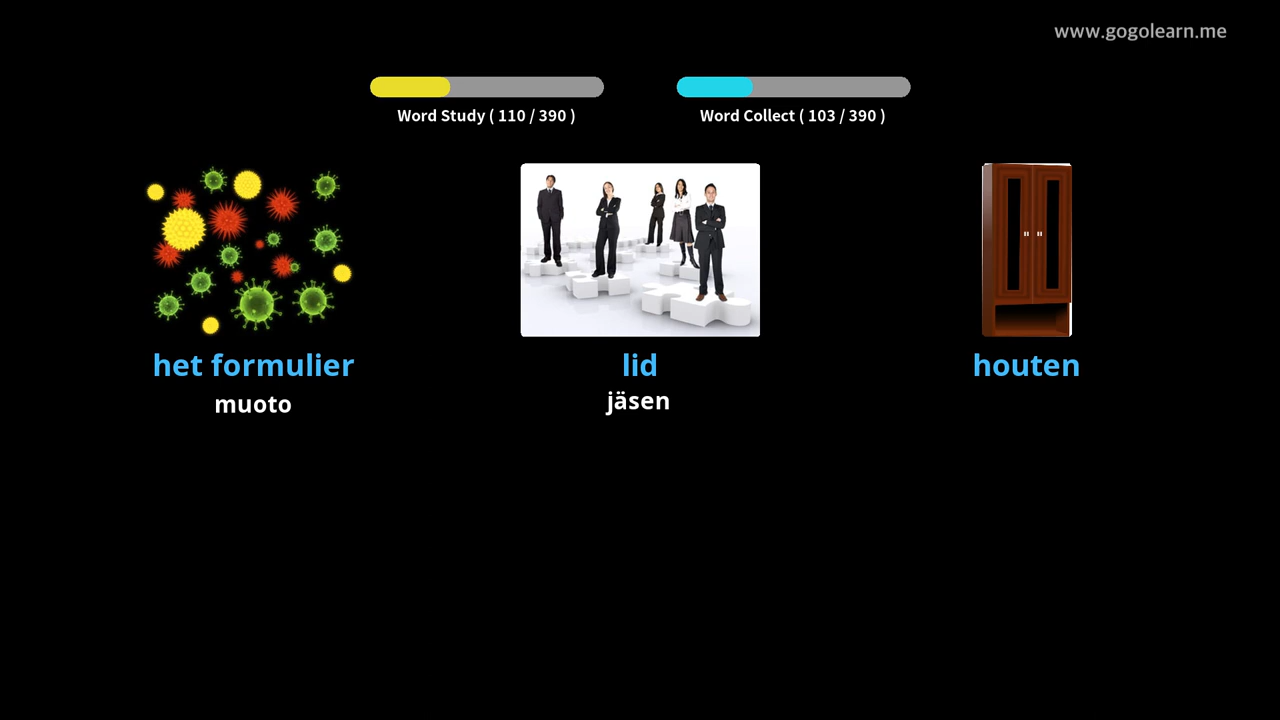 www.gogolearn.me
Word Study ( 110 / 390 )
Word Collect ( 103 / 390 )
het formulier
muoto
lid
jäsen
houten